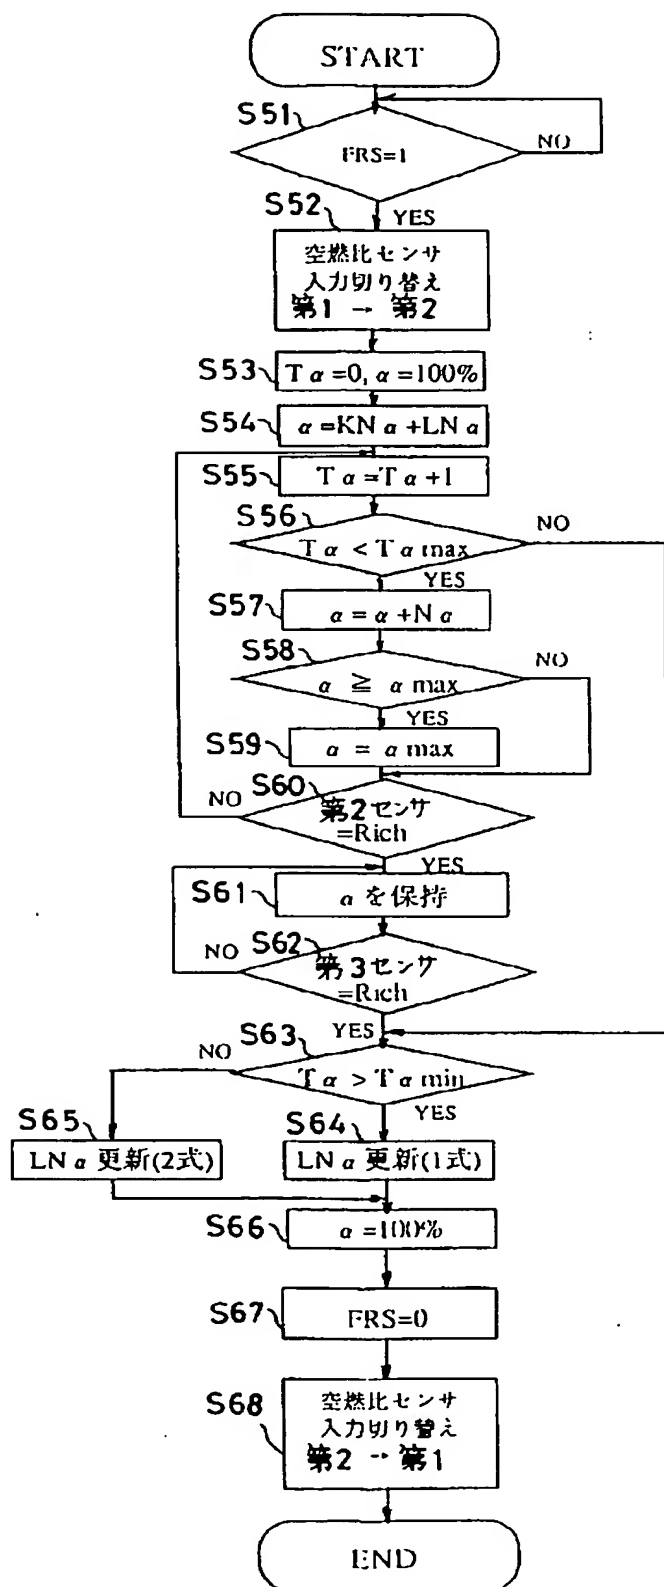 START
S51
FRS=1
NO
S52
YES
空燃比センサ
入力切り替え
第1 → 第2
S53
Tα=0, α=100%
S54
α=KNα+LNα
S55
Tα=Tα+1
S56
NO
Tα < Tα max
YES
S57
α = α+Nα
S58
NO
α ≧ α max
YES
S59
α = α max
S60
NO
第2センサ
=Rich
YES
S61
αを保持
S62
NO
第3センサ
=Rich
YES
S63
NO
Tα > Tα min
YES
S65
S64
LNα 更新(2式)
LNα 更新(1式)
S66
α=100%
S67
FRS=0
S68
空燃比センサ
入力切り替え
第2 → 第1
END